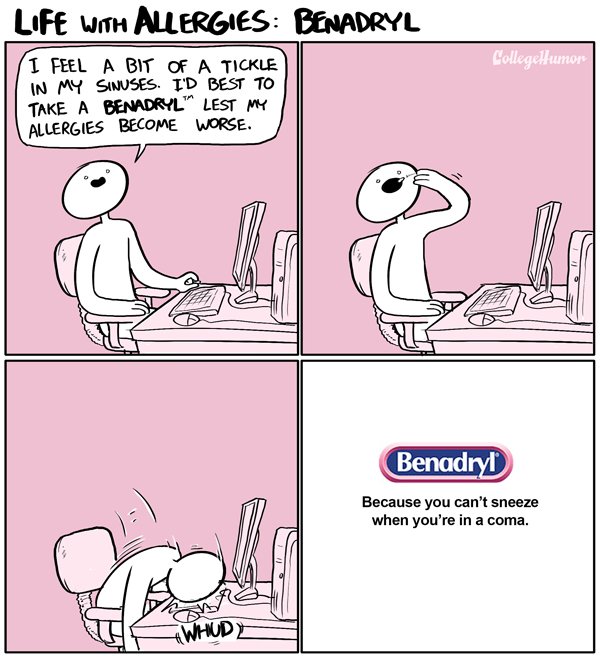 LIFE WITH ALLERGIES: BENADRYL
CollegeHumor
I FEEL A BIT OF A TICKLE
IN MY SINUSES. I'D BEST TO
TAKE A BENADRYL™ LEST MY
ALLERGIES BECOME WORSE.
WHUD
Benadryl®
Because you can't sneeze
when you're in a coma.